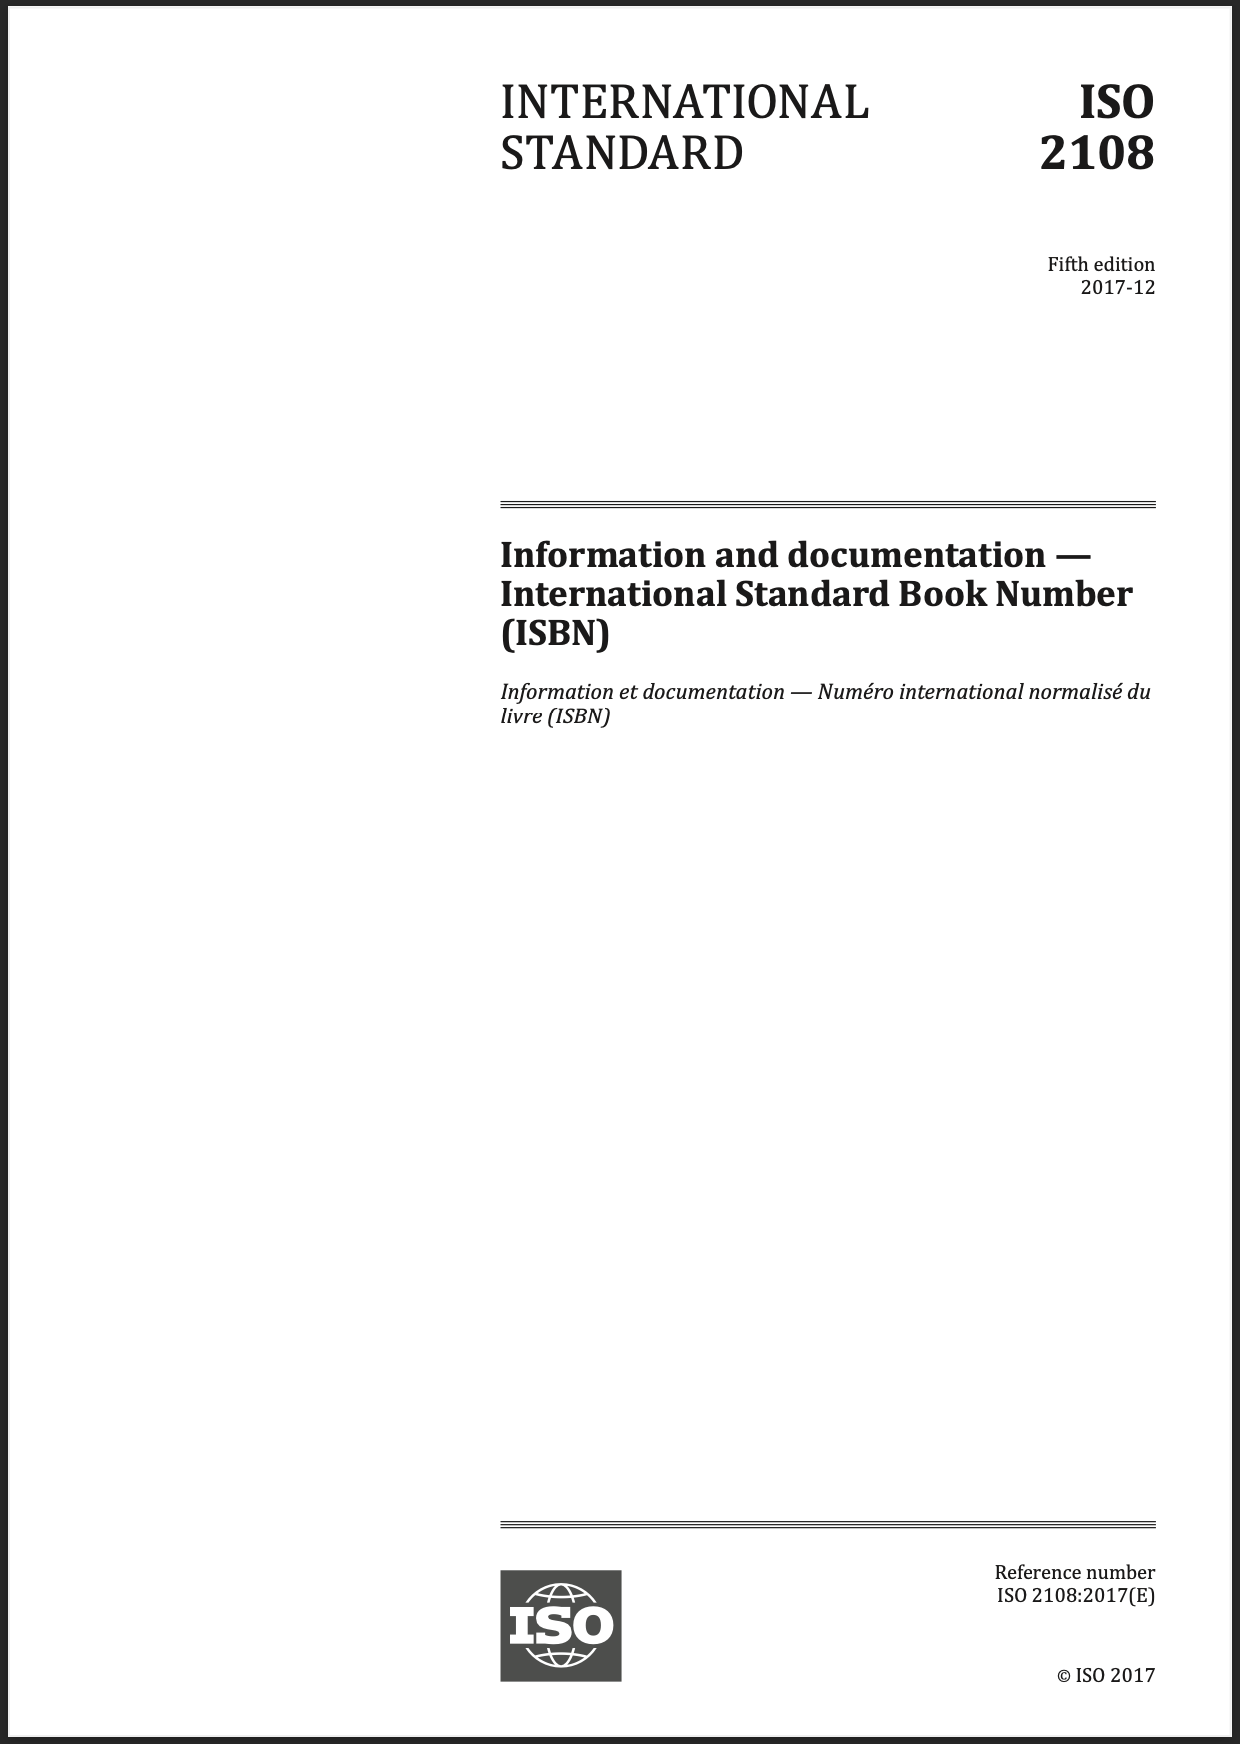 INTERNATIONAL
STANDARD
ISO
2108
Fifth edition
2017-12
Information and documentation —
International Standard Book Number
(ISBN)
Information et documentation — Numéro international normalisé du
livre (ISBN)
ISO
Reference number
ISO 2108:2017(E)
© ISO 2017